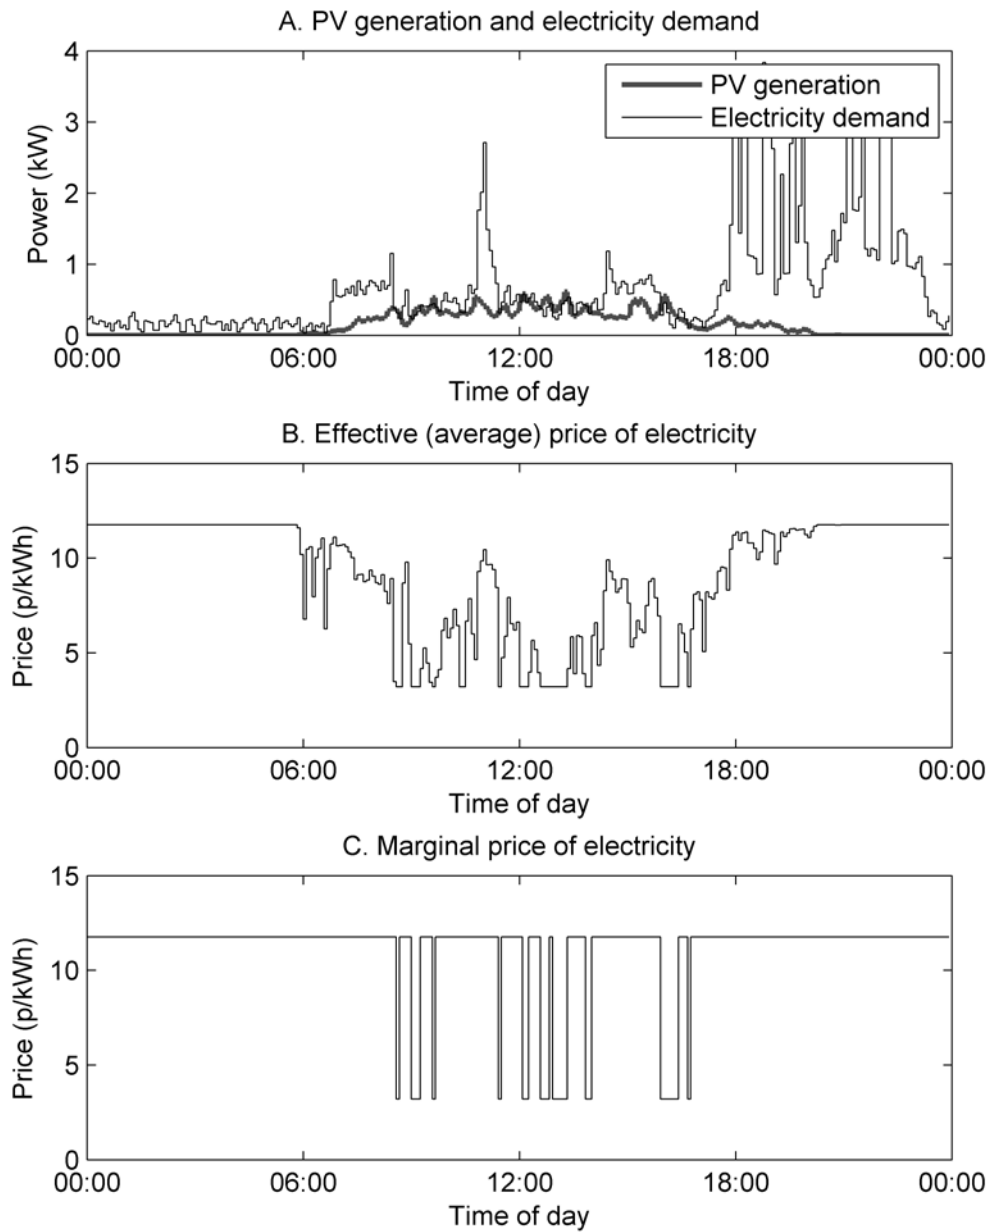 A. PV generation and electricity demand
4
3
2
1
0
Power (kW)
PV generation
Electricity demand
00:00 06:00 12:00 18:00 00:00
Time of day
B. Effective (average) price of electricity
15
10
5
0
Price (p/kWh)
00:00 06:00 12:00 18:00 00:00
Time of day
C. Marginal price of electricity
15
10
5
0
Price (p/kWh)
00:00 06:00 12:00 18:00 00:00
Time of day